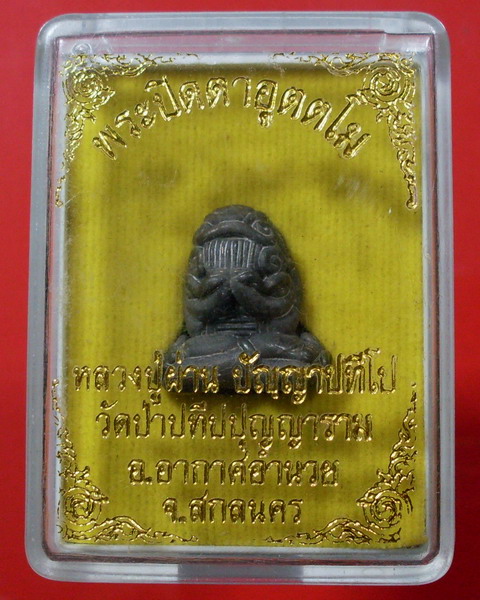 พระปิดตาอุตตโม
หลวงปู่ผ่าน ปัญญาปทีโป
วัดป่าปทีปปุญญาราม
อ.อากาศอำนวย
จ.สกลนคร